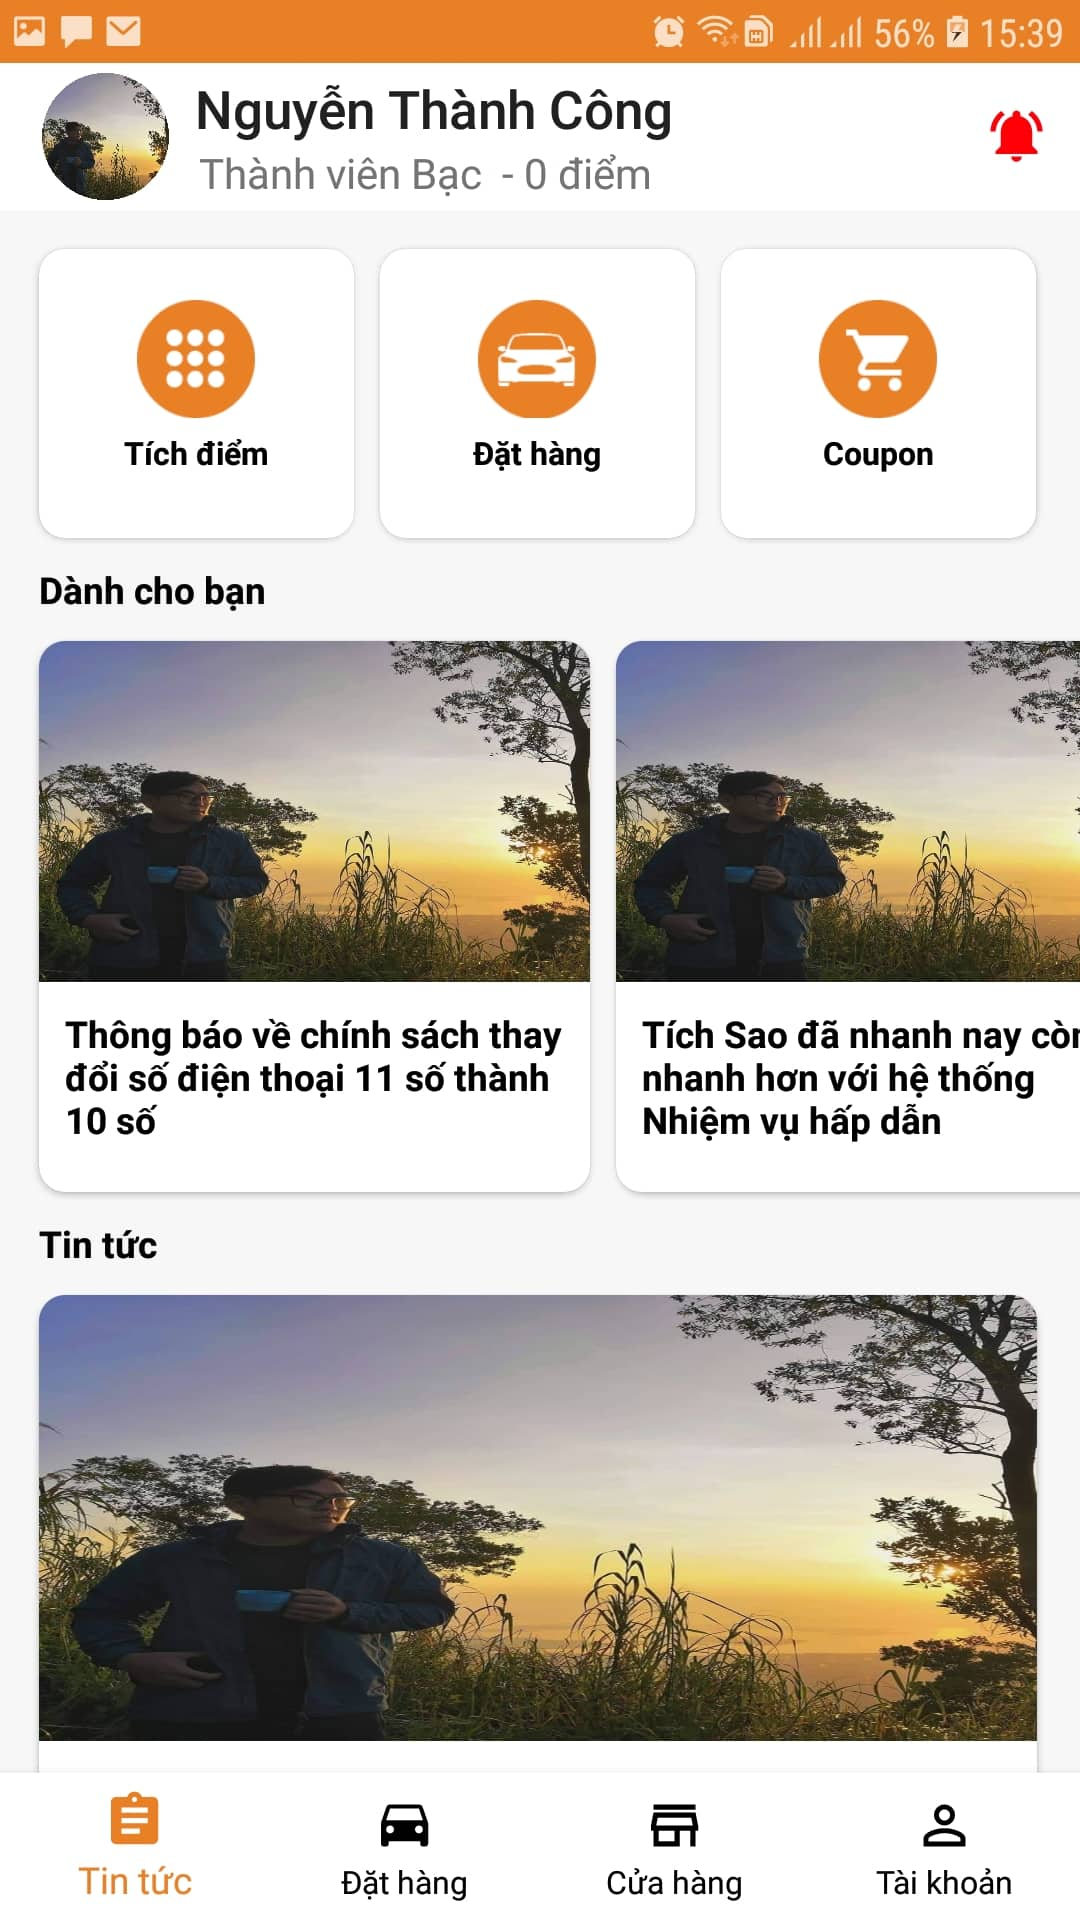 56% 15:39
Nguyễn Thành Công
Thành viên Bạc - 0 điểm
Tích điểm
Đặt hàng
Coupon
Dành cho bạn
Thông báo về chính sách thay
đổi số điện thoại 11 số thành
10 số
Tích Sao đã nhanh nay còn
nhanh hơn với hệ thống
Nhiệm vụ hấp dẫn
Tin tức
Tin tức
Đặt hàng
Cửa hàng
Tài khoản